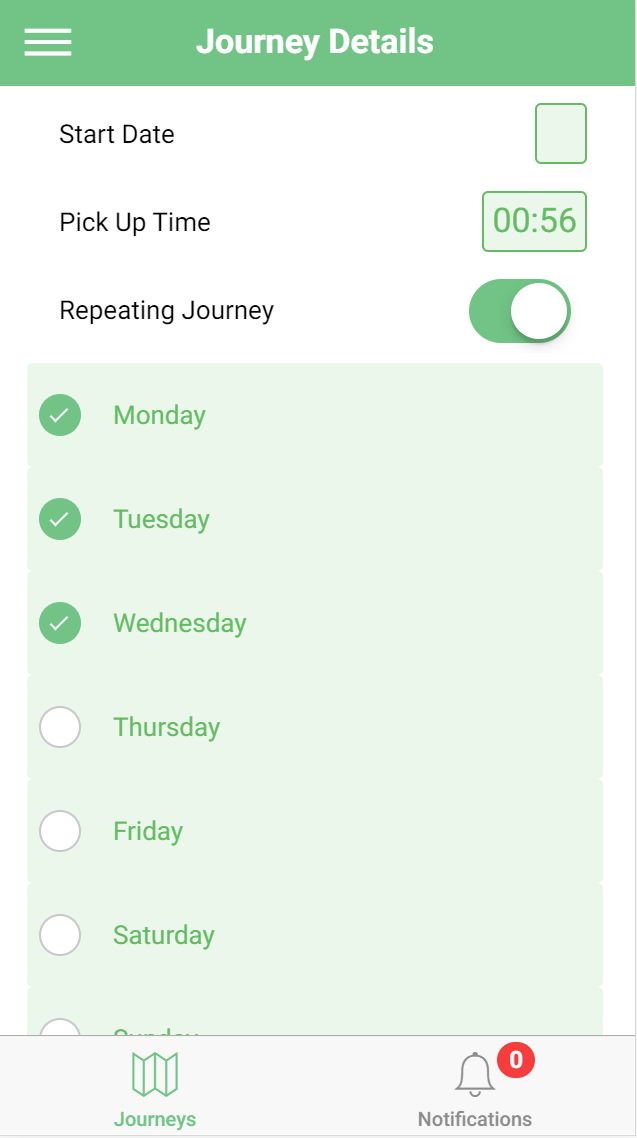 Journey Details
Start Date
Pick Up Time
00:56
Repeating Journey
Monday
Tuesday
Wednesday
Thursday
Friday
Saturday
Sunday
0
Journeys
Notifications